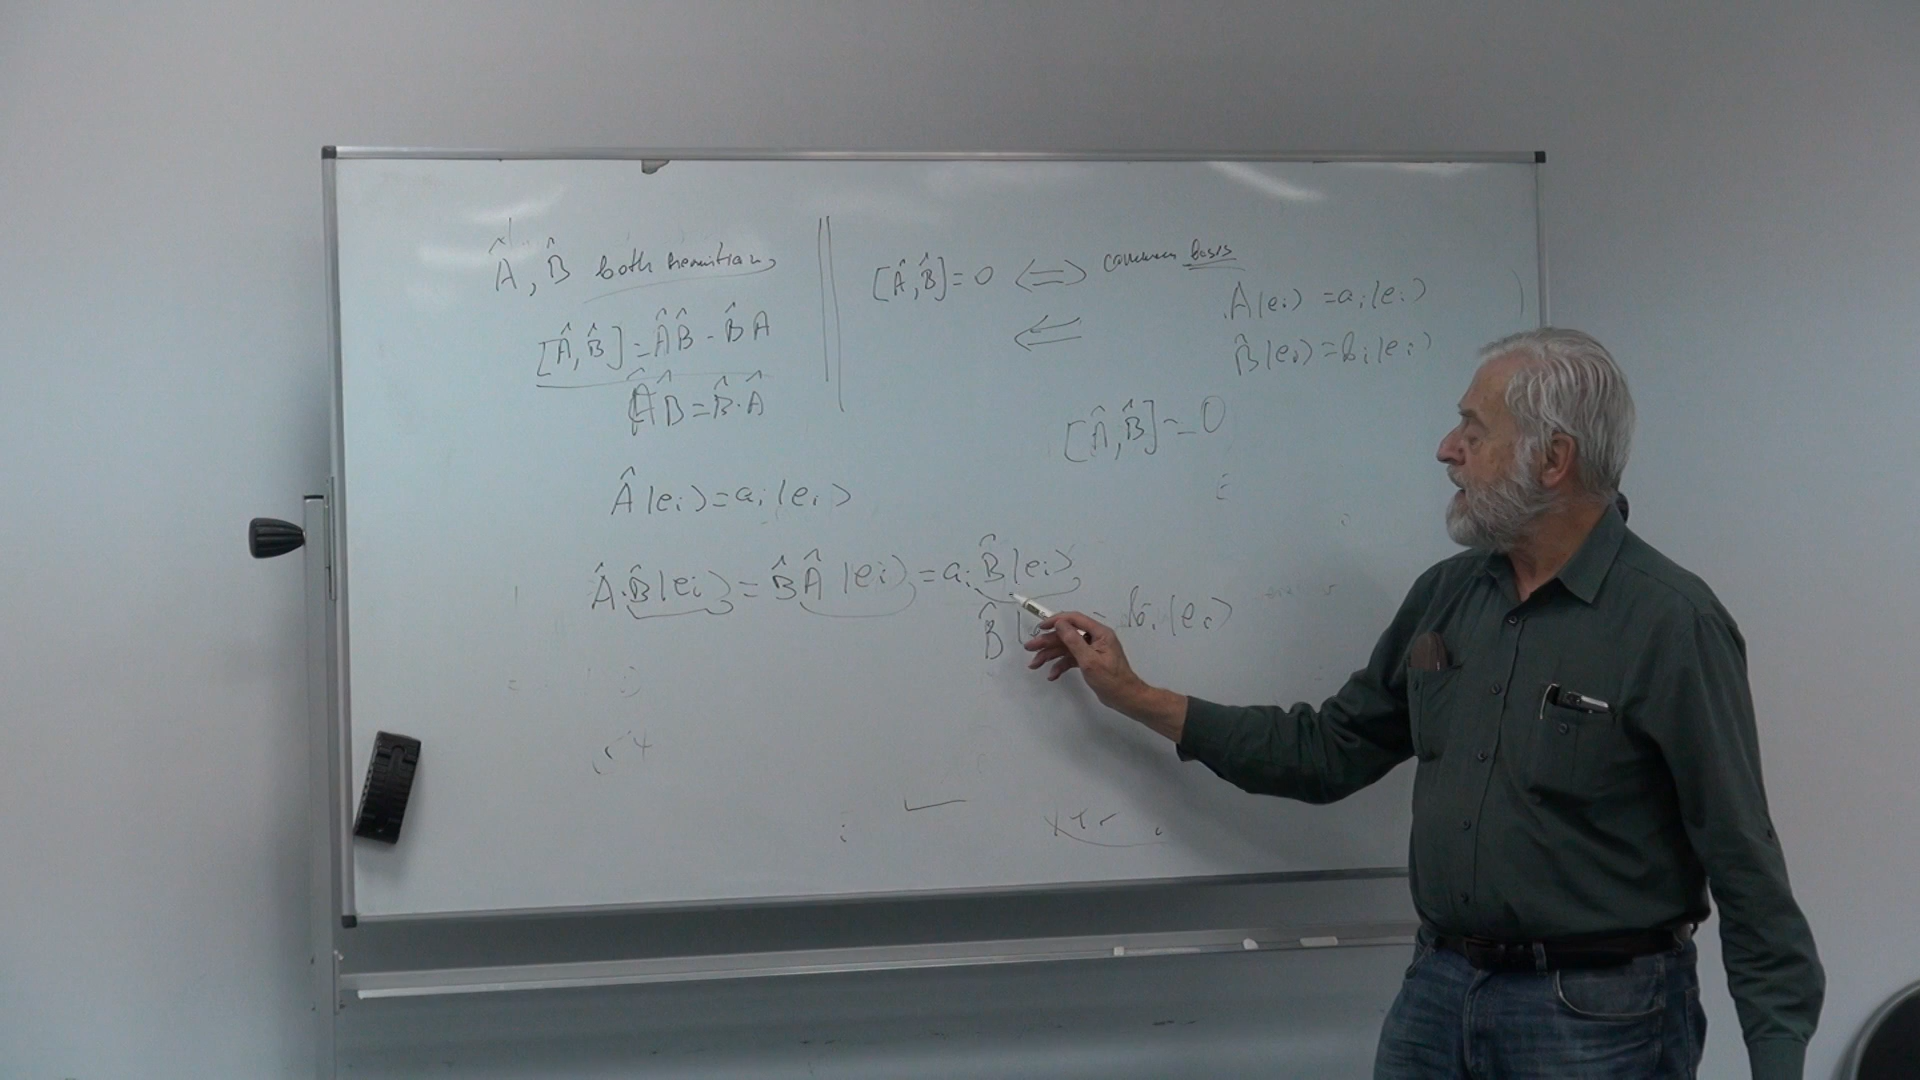 Â, B̂ both hermitian,
[Â, B̂] = ÂB̂ - B̂A
ÂB̂ = B̂·Â
[Â, B̂] = 0 <=> common basis
<=
A|eᵢ⟩ = aᵢ|eᵢ⟩
B̂|eᵢ⟩ = bᵢ|eᵢ⟩
[Â, B̂] = 0
Â|eᵢ⟩ = aᵢ|eᵢ⟩
Â·B̂|eᵢ⟩ = B̂Â|eᵢ⟩ = aᵢB̂|eᵢ⟩
B̂ = bᵢ|eᵢ⟩